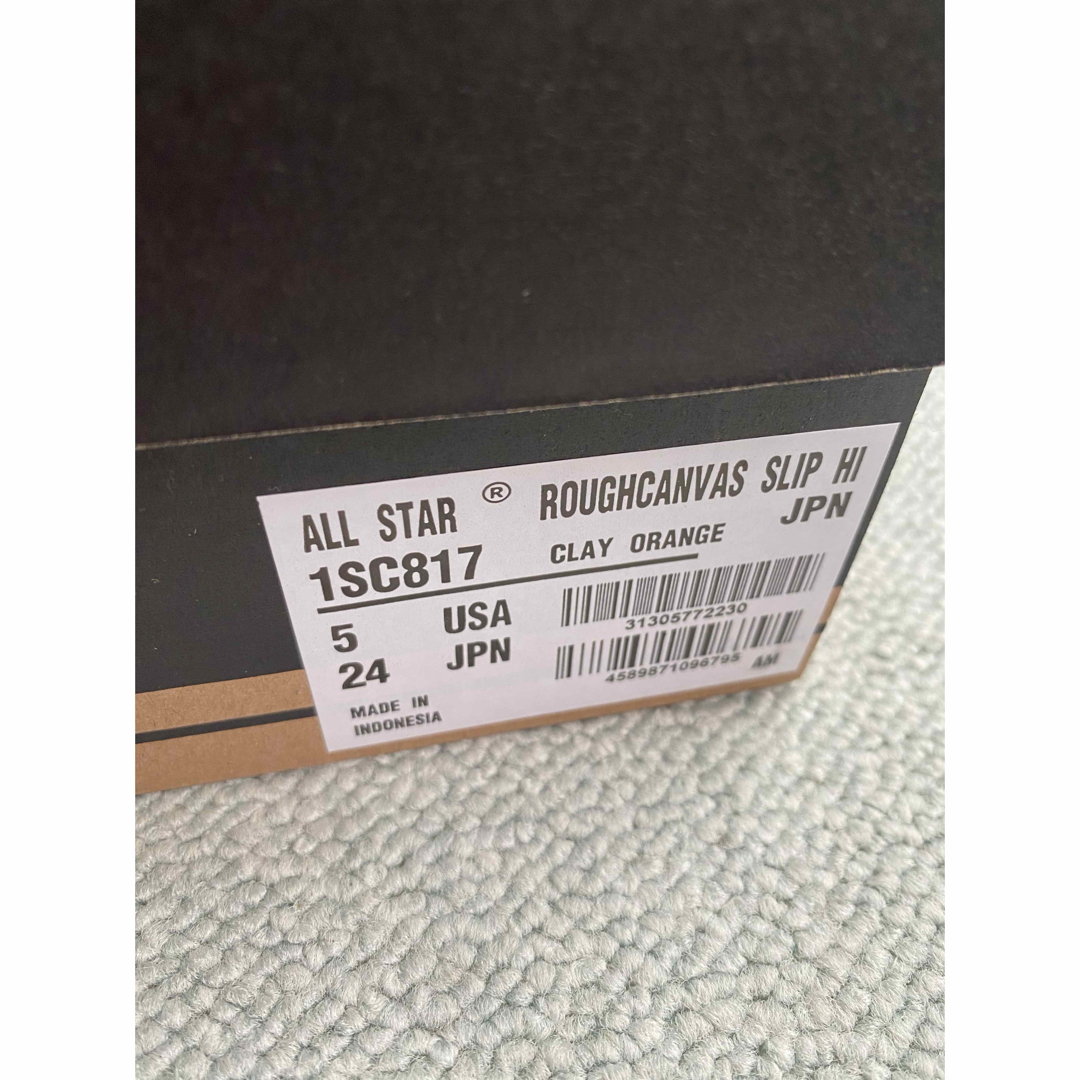 ALL STAR ® ROUGHCANVAS SLIP HI
1SC817 CLAY ORANGE JPN
5 USA
31305772230
24 JPN
4589871096795 AM
MADE IN
INDONESIA